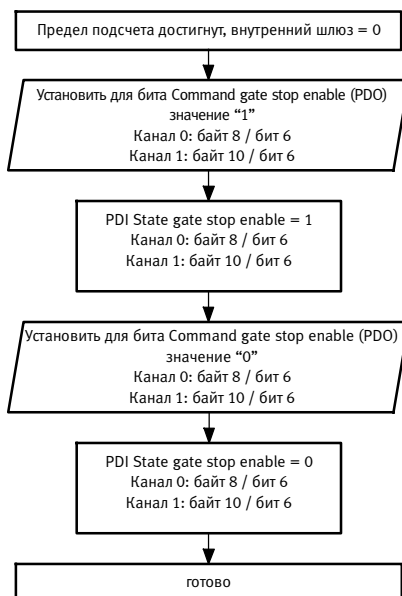 Предел подсчета достигнут, внутренний шлюз = 0
Установить для бита Command gate stop enable (PDO)
значение “1”
Канал 0: байт 8 / бит 6
Канал 1: байт 10 / бит 6
PDI State gate stop enable = 1
Канал 0: байт 8 / бит 6
Канал 1: байт 10 / бит 6
Установить для бита Command gate stop enable (PDO)
значение “0”
Канал 0: байт 8 / бит 6
Канал 1: байт 10 / бит 6
PDI State gate stop enable = 0
Канал 0: байт 8 / бит 6
Канал 1: байт 10 / бит 6
готово